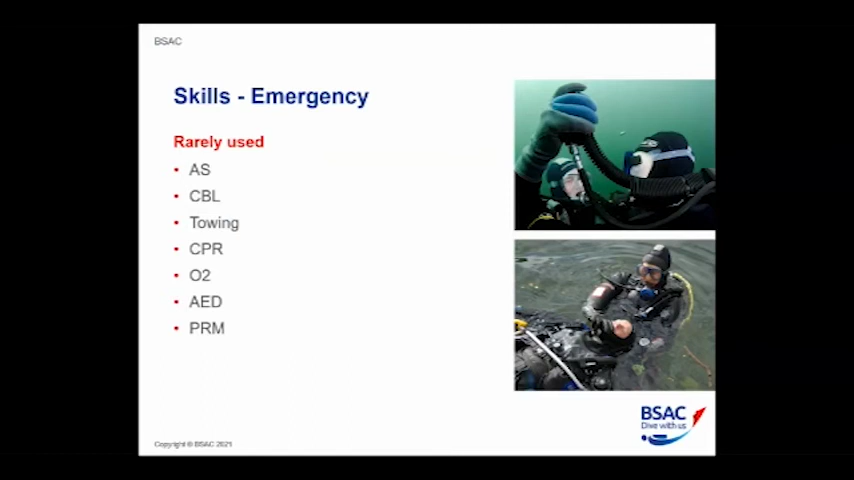 BSAC
Skills - Emergency
Rarely used
• AS
• CBL
• Towing
• CPR
• O2
• AED
• PRM
BSAC
Dive with us
Copyright © BSAC 2021